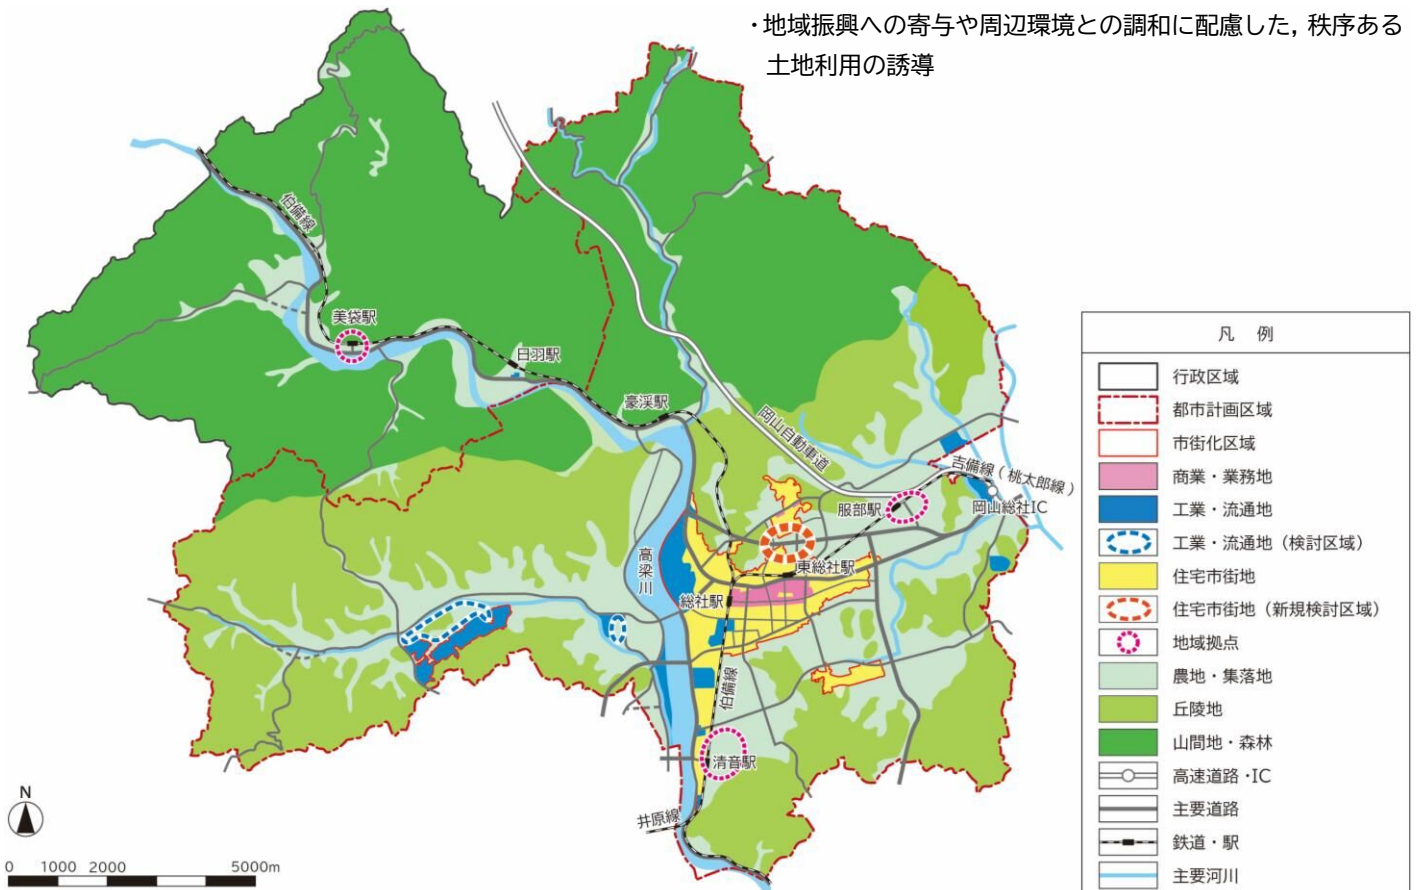 ・地域振興への寄与や周辺環境との調和に配慮した，秩序ある
土地利用の誘導
伯備線
美袋駅
日羽駅
豪渓駅
岡山自動車道
吉備線（桃太郎線）
服部駅
岡山総社IC
高梁川
東総社駅
総社駅
伯備線
清音駅
井原線
N
0 1000 2000 5000m
凡 例
行政区域
都市計画区域
市街化区域
商業・業務地
工業・流通地
工業・流通地（検討区域）
住宅市街地
住宅市街地（新規検討区域）
地域拠点
農地・集落地
丘陵地
山間地・森林
高速道路・IC
主要道路
鉄道・駅
主要河川